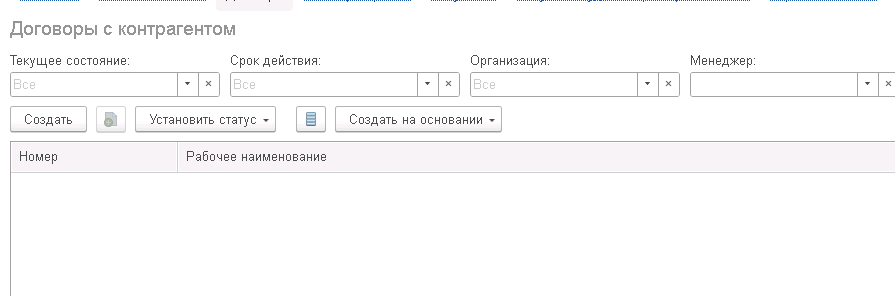 Договоры с контрагентом
Текущее состояние: Срок действия: Организация: Менеджер:
Все Все Все
Создать Установить статус Создать на основании
Номер Рабочее наименование